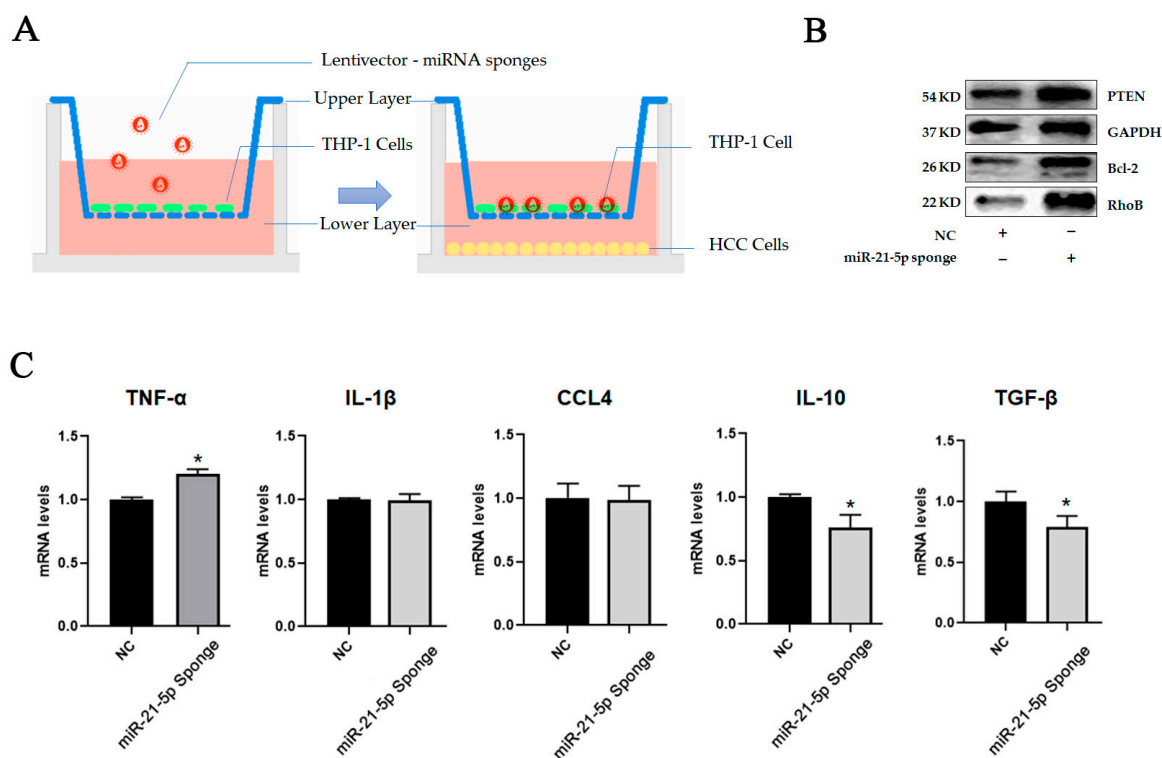 A
Lentivector - miRNA sponges
Upper Layer
THP-1 Cells
Lower Layer
THP-1 Cell
HCC Cells
B
54 KD PTEN
37 KD GAPDH
26 KD Bcl-2
22 KD RhoB
NC + −
miR-21-5p sponge − +
C
TNF-α
mRNA levels
1.5
1.0
0.5
0.0
*
NC
miR-21-5p Sponge
IL-1β
mRNA levels
1.5
1.0
0.5
0.0
NC
miR-21-5p Sponge
CCL4
mRNA levels
1.5
1.0
0.5
0.0
NC
miR-21-5p Sponge
IL-10
mRNA levels
1.5
1.0
0.5
0.0
*
NC
miR-21-5p Sponge
TGF-β
mRNA levels
1.5
1.0
0.5
0.0
*
NC
miR-21-5p Sponge